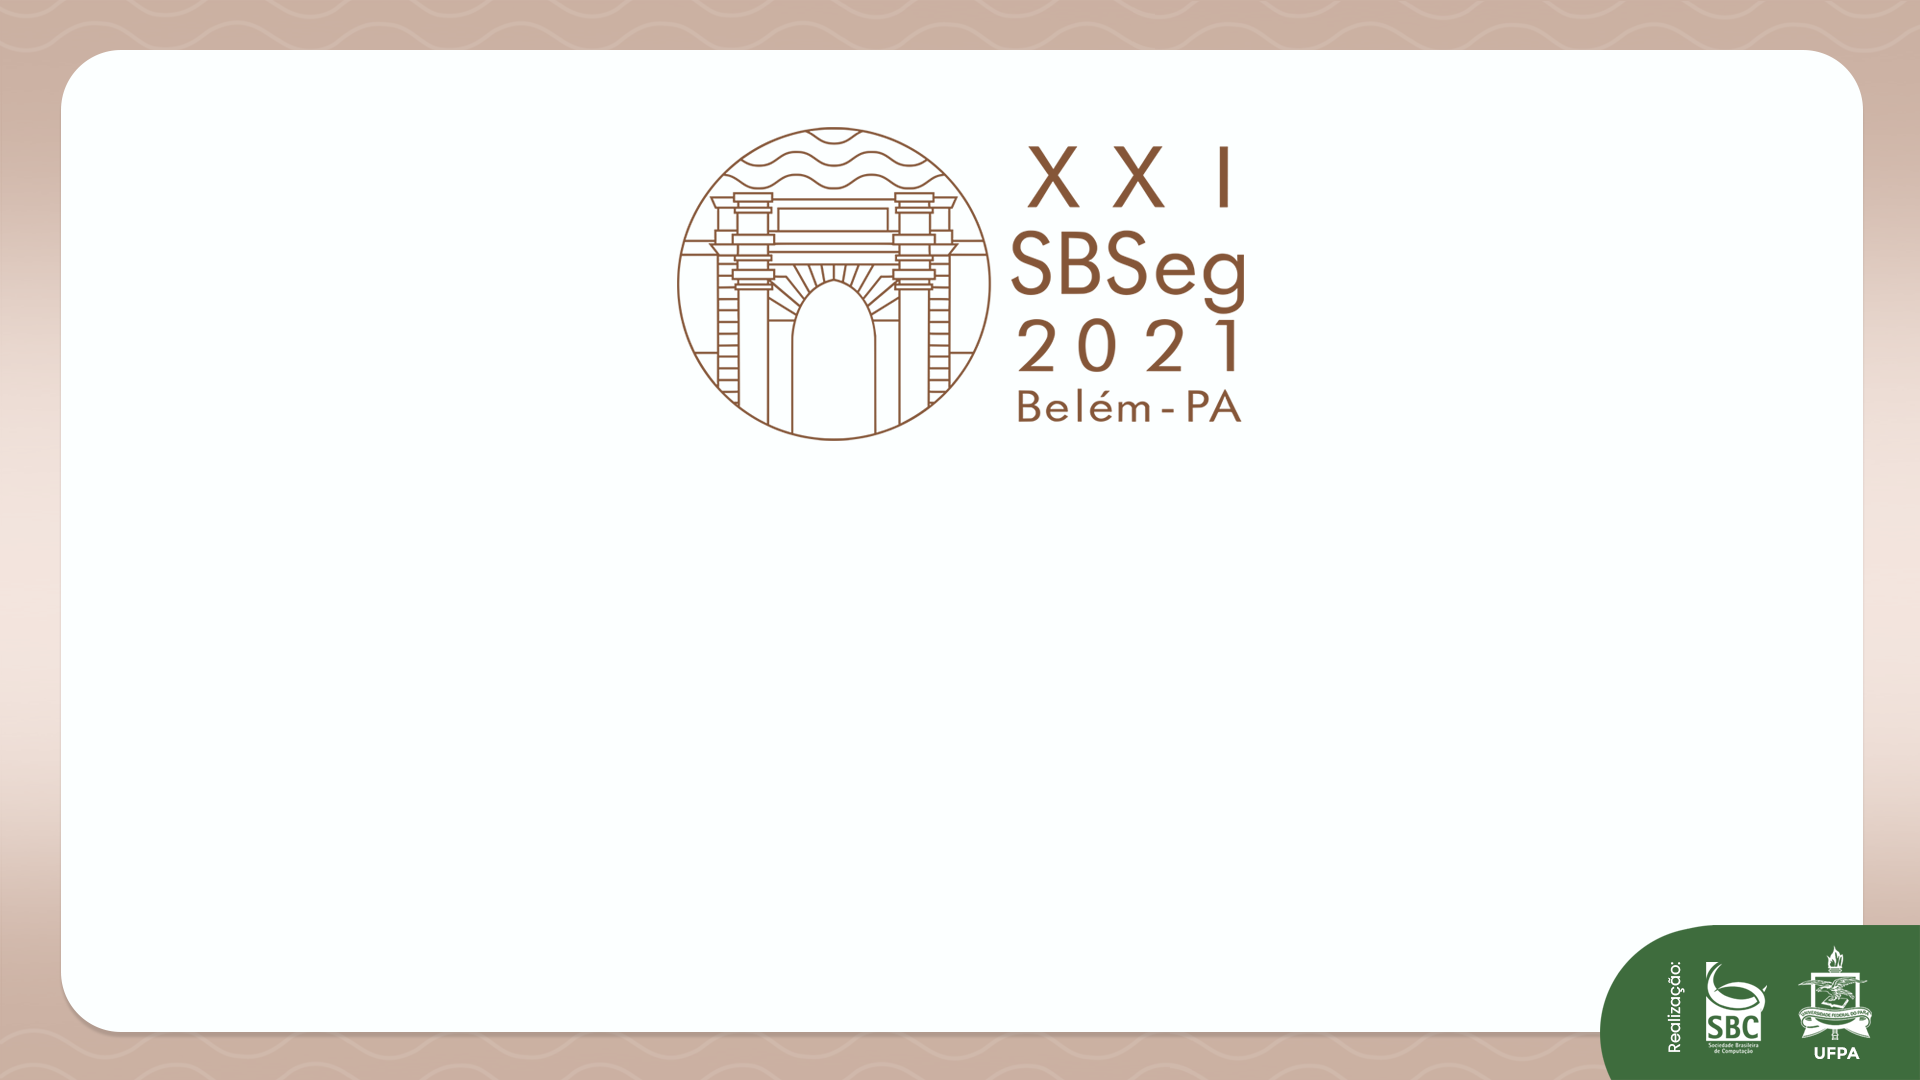 XXI
SBSeg
2021
Belém - PA
Realização:
SBC
Sociedade Brasileira
de Computação
UNIVERSIDADE FEDERAL DO PARÁ
UFPA